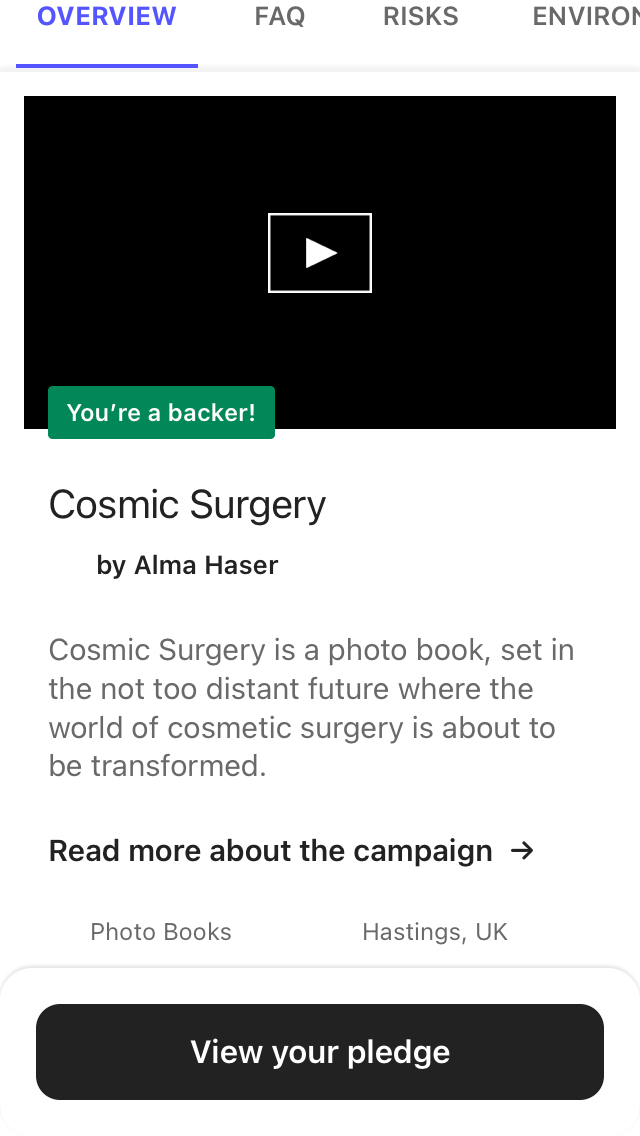 OVERVIEW FAQ RISKS
You’re a backer!
Cosmic Surgery
by Alma Haser
Cosmic Surgery is a photo book, set in
the not too distant future where the
world of cosmetic surgery is about to
be transformed.
Read more about the campaign →
Photo Books Hastings, UK
View your pledge